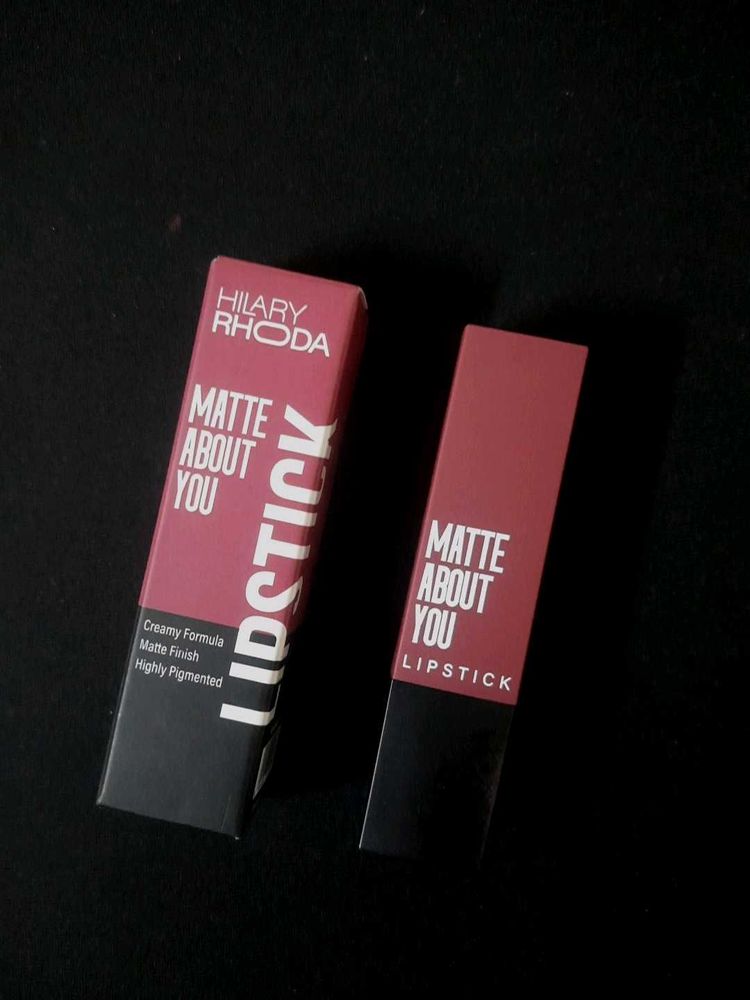 HILARY
RHODA
MATTE
ABOUT
YOU
LIPSTICK
Creamy Formula
Matte Finish
Highly Pigmented
MATTE
ABOUT
YOU
LIPSTICK